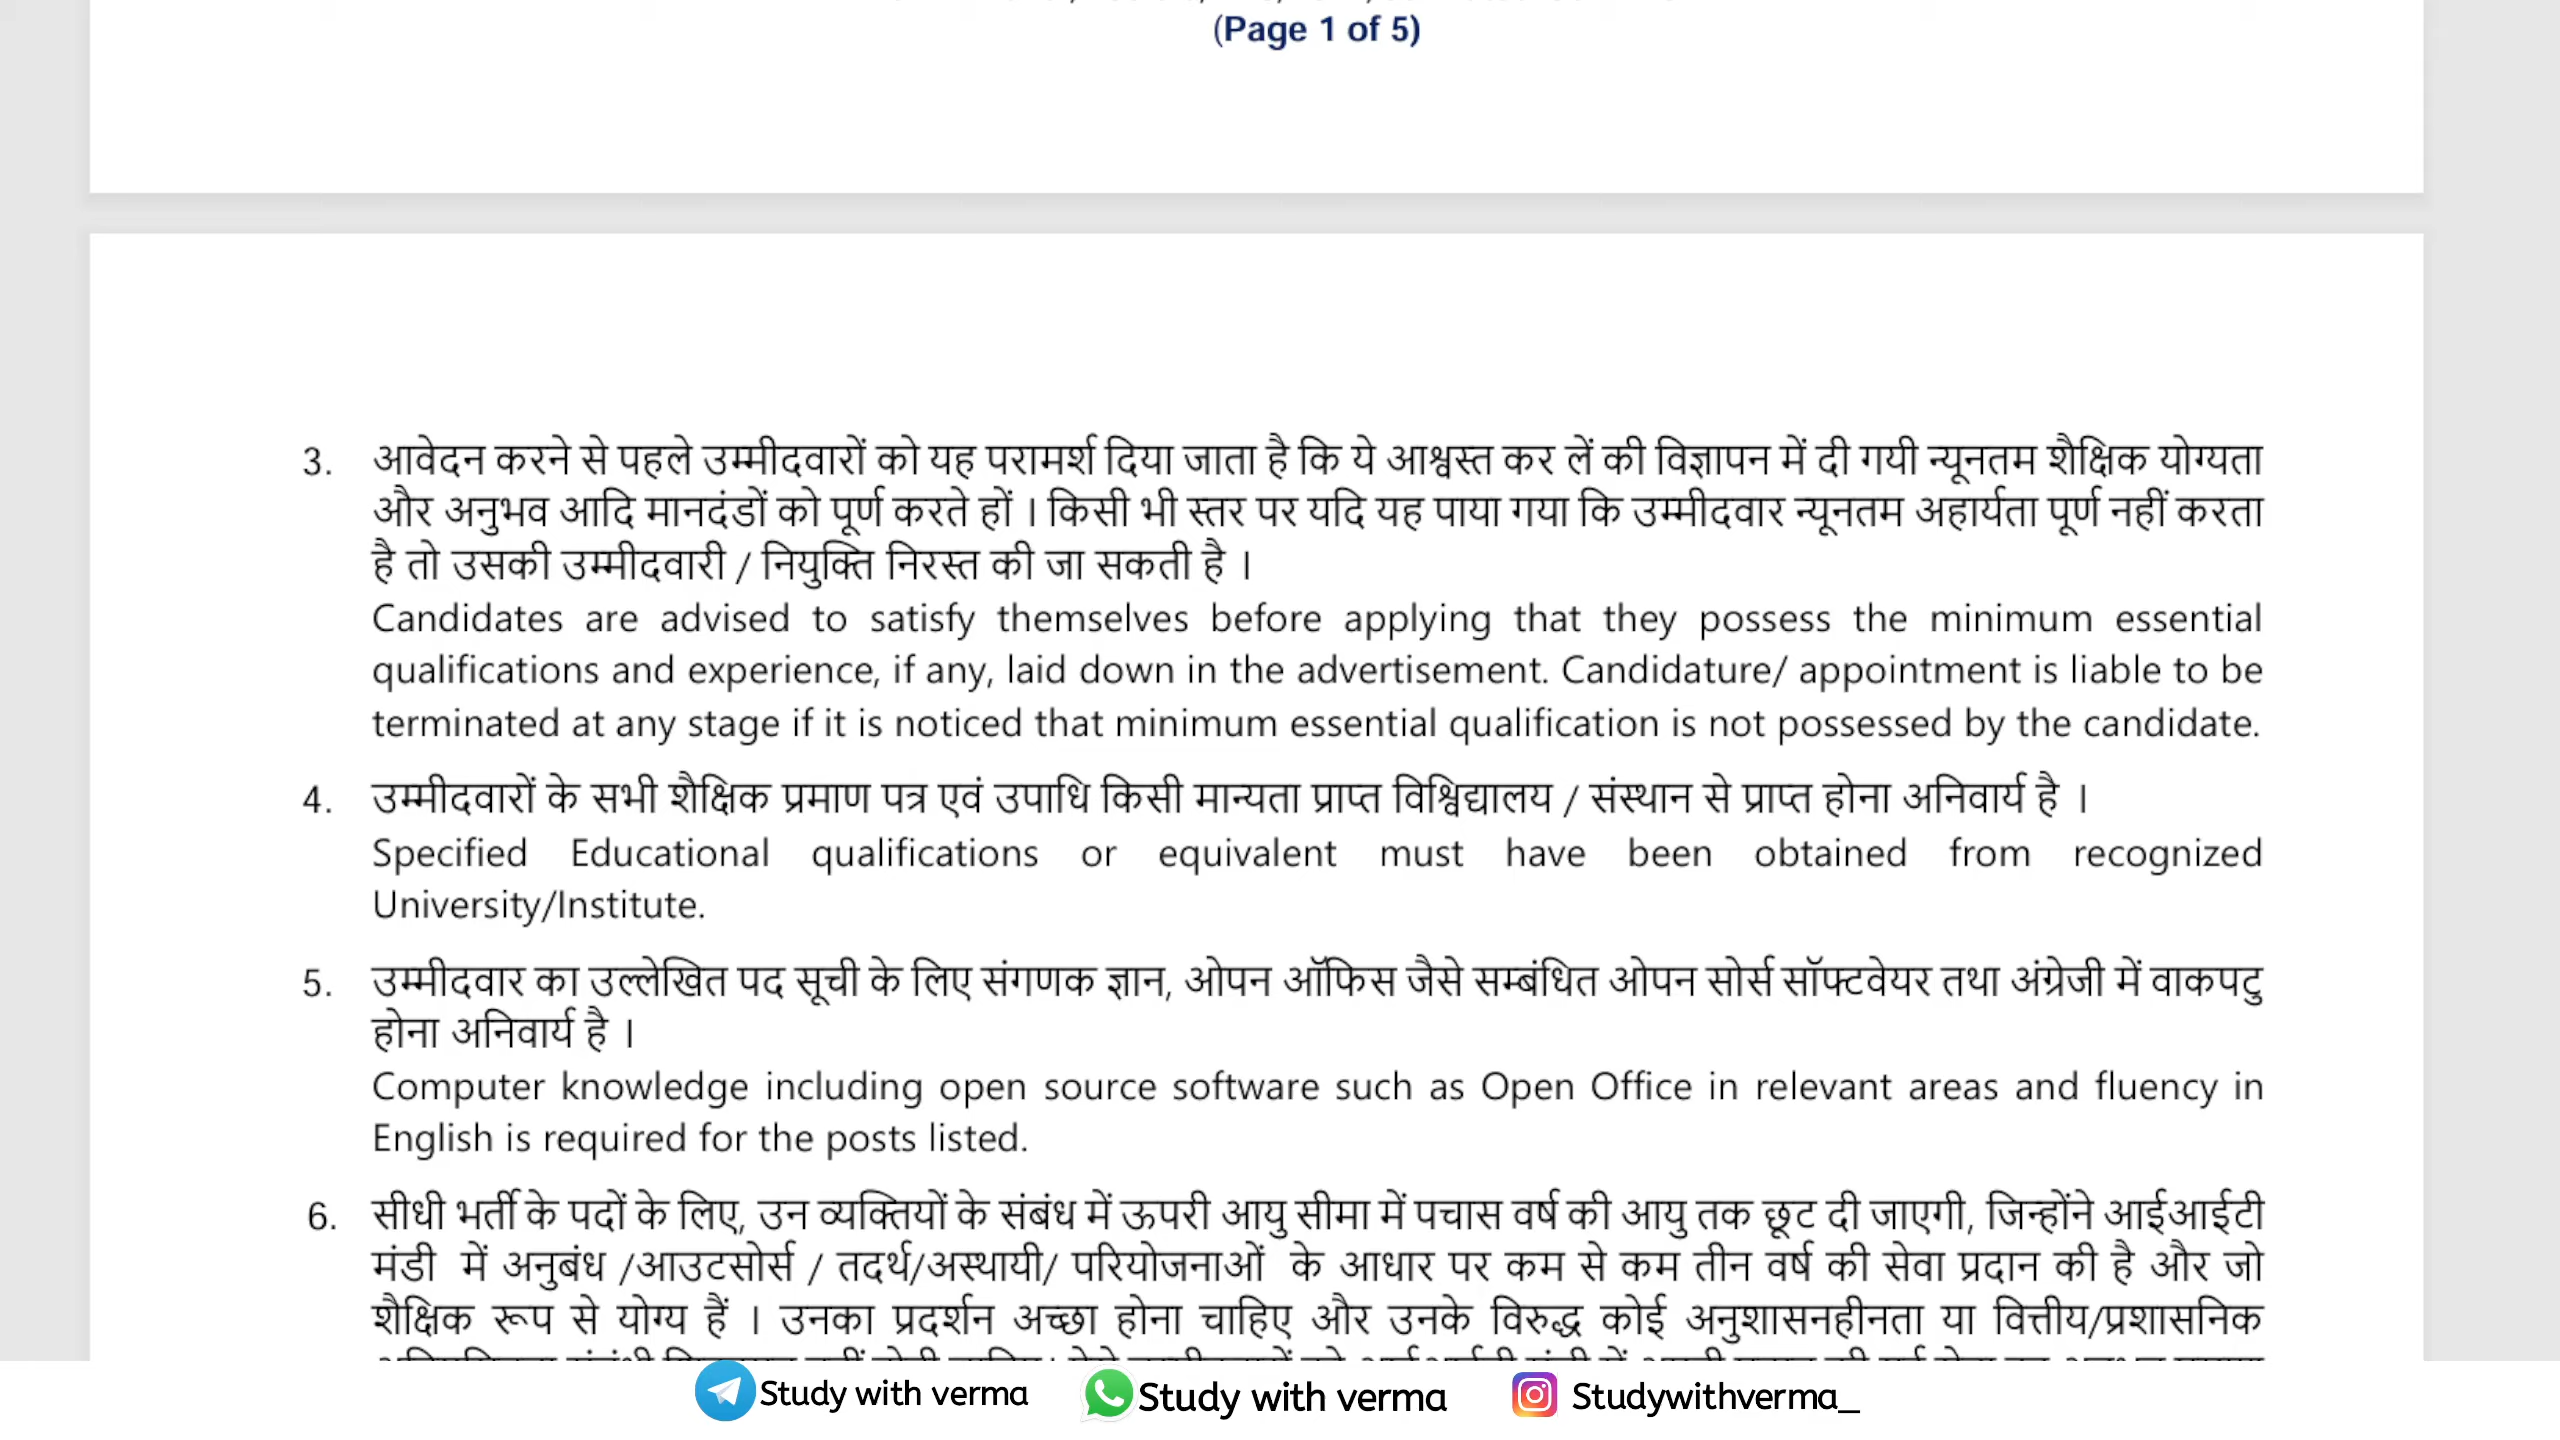 (Page 1 of 5)
3. आवेदन करने से पहले उम्मीदवारों को यह परामर्श दिया जाता है कि ये आश्वस्त कर लें की विज्ञापन में दी गयी न्यूनतम शैक्षिक योग्यता
और अनुभव आदि मानदंडों को पूर्ण करते हों । किसी भी स्तर पर यदि यह पाया गया कि उम्मीदवार न्यूनतम अहार्यता पूर्ण नहीं करता
है तो उसकी उम्मीदवारी / नियुक्ति निरस्त की जा सकती है ।
Candidates are advised to satisfy themselves before applying that they possess the minimum essential
qualifications and experience, if any, laid down in the advertisement. Candidature/ appointment is liable to be
terminated at any stage if it is noticed that minimum essential qualification is not possessed by the candidate.
4. उम्मीदवारों के सभी शैक्षिक प्रमाण पत्र एवं उपाधि किसी मान्यता प्राप्त विश्विद्यालय / संस्थान से प्राप्त होना अनिवार्य है ।
Specified Educational qualifications or equivalent must have been obtained from recognized
University/Institute.
5. उम्मीदवार का उल्लेखित पद सूची के लिए संगणक ज्ञान, ओपन ऑफिस जैसे सम्बंधित ओपन सोर्स सॉफ्टवेयर तथा अंग्रेजी में वाकपटु
होना अनिवार्य है ।
Computer knowledge including open source software such as Open Office in relevant areas and fluency in
English is required for the posts listed.
6. सीधी भर्ती के पदों के लिए, उन व्यक्तियों के संबंध में ऊपरी आयु सीमा में पचास वर्ष की आयु तक छूट दी जाएगी, जिन्होंने आईआईटी
मंडी में अनुबंध /आउटसोर्स / तदर्थ/अस्थायी/ परियोजनाओं के आधार पर कम से कम तीन वर्ष की सेवा प्रदान की है और जो
शैक्षिक रूप से योग्य हैं । उनका प्रदर्शन अच्छा होना चाहिए और उनके विरुद्ध कोई अनुशासनहीनता या वित्तीय/प्रशासनिक
Study with verma Study with verma Studywithverma_